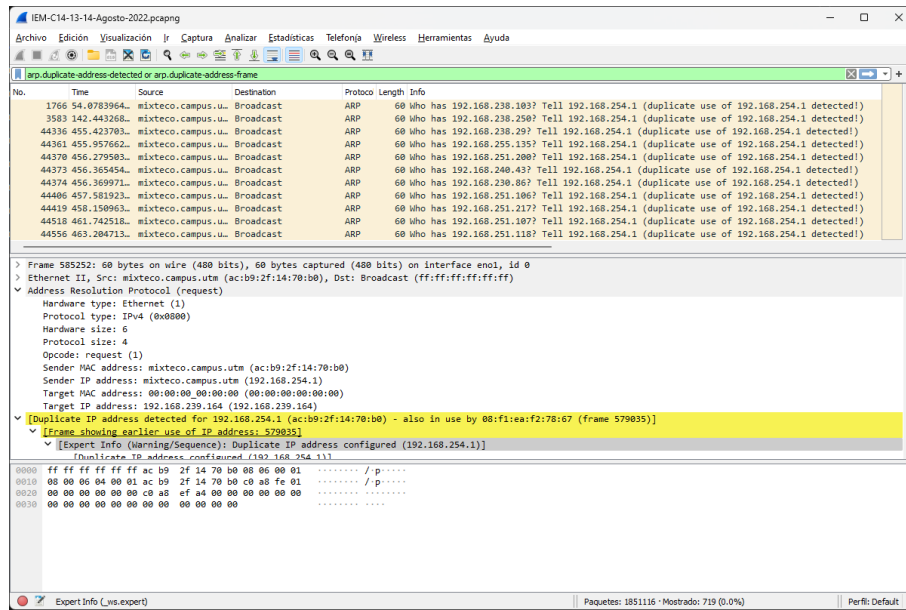 IEM-C14-13-14-Agosto-2022.pcapng
Archivo Edición Visualización Ir Captura Analizar Estadísticas Telefonía Wireless Herramientas Ayuda
arp.duplicate-address-detected or arp.duplicate-address-frame
No. Time Source Destination Protoco Length Info
1766 54.0783964… mixteco.campus.u… Broadcast ARP 60 Who has 192.168.238.103? Tell 192.168.254.1 (duplicate use of 192.168.254.1 detected!)
3583 142.443268… mixteco.campus.u… Broadcast ARP 60 Who has 192.168.238.250? Tell 192.168.254.1 (duplicate use of 192.168.254.1 detected!)
44336 455.423703… mixteco.campus.u… Broadcast ARP 60 Who has 192.168.238.29? Tell 192.168.254.1 (duplicate use of 192.168.254.1 detected!)
44361 455.957662… mixteco.campus.u… Broadcast ARP 60 Who has 192.168.255.135? Tell 192.168.254.1 (duplicate use of 192.168.254.1 detected!)
44370 456.279503… mixteco.campus.u… Broadcast ARP 60 Who has 192.168.251.200? Tell 192.168.254.1 (duplicate use of 192.168.254.1 detected!)
44373 456.365454… mixteco.campus.u… Broadcast ARP 60 Who has 192.168.240.43? Tell 192.168.254.1 (duplicate use of 192.168.254.1 detected!)
44374 456.369971… mixteco.campus.u… Broadcast ARP 60 Who has 192.168.230.86? Tell 192.168.254.1 (duplicate use of 192.168.254.1 detected!)
44406 457.581923… mixteco.campus.u… Broadcast ARP 60 Who has 192.168.251.106? Tell 192.168.254.1 (duplicate use of 192.168.254.1 detected!)
44419 458.150963… mixteco.campus.u… Broadcast ARP 60 Who has 192.168.251.217? Tell 192.168.254.1 (duplicate use of 192.168.254.1 detected!)
44518 461.742518… mixteco.campus.u… Broadcast ARP 60 Who has 192.168.251.107? Tell 192.168.254.1 (duplicate use of 192.168.254.1 detected!)
44556 463.204713… mixteco.campus.u… Broadcast ARP 60 Who has 192.168.251.118? Tell 192.168.254.1 (duplicate use of 192.168.254.1 detected!)
Frame 585252: 60 bytes on wire (480 bits), 60 bytes captured (480 bits) on interface eno1, id 0
Ethernet II, Src: mixteco.campus.utm (ac:b9:2f:14:70:b0), Dst: Broadcast (ff:ff:ff:ff:ff:ff)
Address Resolution Protocol (request)
Hardware type: Ethernet (1)
Protocol type: IPv4 (0x0800)
Hardware size: 6
Protocol size: 4
Opcode: request (1)
Sender MAC address: mixteco.campus.utm (ac:b9:2f:14:70:b0)
Sender IP address: mixteco.campus.utm (192.168.254.1)
Target MAC address: 00:00:00_00:00:00 (00:00:00:00:00:00)
Target IP address: 192.168.239.164 (192.168.239.164)
[Duplicate IP address detected for 192.168.254.1 (ac:b9:2f:14:70:b0) - also in use by 08:f1:ea:f2:78:67 (frame 579035)]
[Frame showing earlier use of IP address: 579035]
[Expert Info (Warning/Sequence): Duplicate IP address configured (192.168.254.1)]
[Duplicate IP address configured (192.168.254.1)]
0000 ff ff ff ff ff ff ac b9 2f 14 70 b0 08 06 00 01 ········ /·p·····
0010 08 00 06 04 00 01 ac b9 2f 14 70 b0 c0 a8 fe 01 ········ /·p·····
0020 00 00 00 00 00 00 c0 a8 ef a4 00 00 00 00 00 00 ········ ········
0030 00 00 00 00 00 00 00 00 00 00 00 00 ········ ····
Expert Info (_ws.expert) Paquetes: 1851116 · Mostrado: 719 (0.0%) Perfil: Default